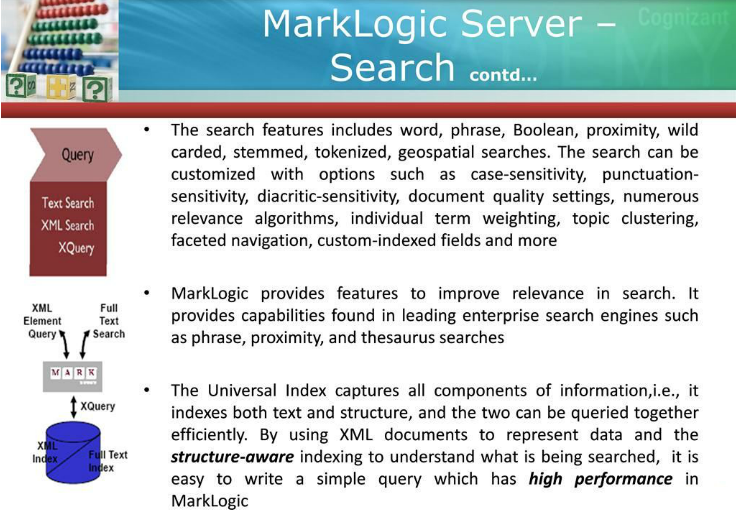 MarkLogic Server –
Search contd...
Cognizant
Query
Text Search
XML Search
XQuery
XML
Element
Query
Full
Text
Search
M A R K
XQuery
XML
Index
Full Text
Index
• The search features includes word, phrase, Boolean, proximity, wild
carded, stemmed, tokenized, geospatial searches. The search can be
customized with options such as case-sensitivity, punctuation-
sensitivity, diacritic-sensitivity, document quality settings, numerous
relevance algorithms, individual term weighting, topic clustering,
faceted navigation, custom-indexed fields and more
• MarkLogic provides features to improve relevance in search. It
provides capabilities found in leading enterprise search engines such
as phrase, proximity, and thesaurus searches
• The Universal Index captures all components of information,i.e., it
indexes both text and structure, and the two can be queried together
efficiently. By using XML documents to represent data and the
structure-aware indexing to understand what is being searched, it is
easy to write a simple query which has high performance in
MarkLogic